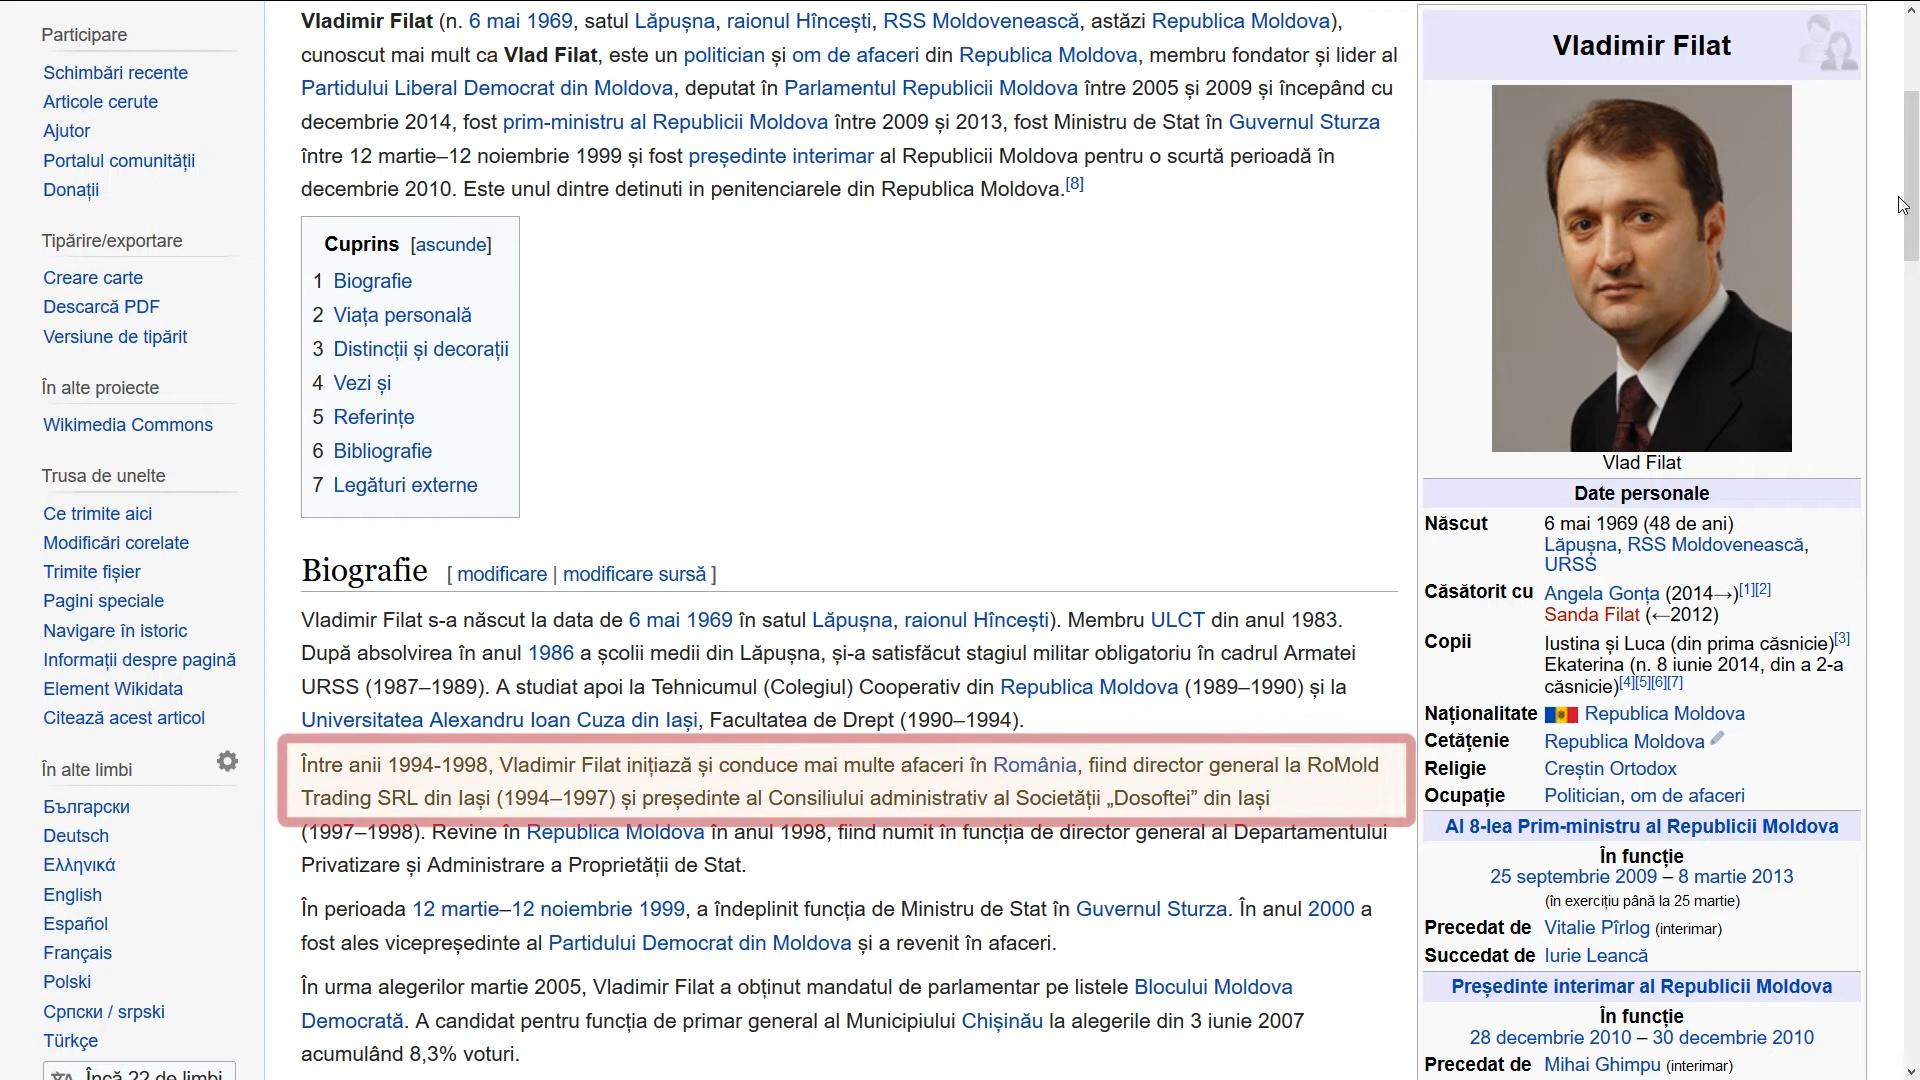 Participare
Schimbări recente
Articole cerute
Ajutor
Portalul comunității
Donații
Tipărire/exportare
Creare carte
Descarcă PDF
Versiune de tipărit
În alte proiecte
Wikimedia Commons
Trusa de unelte
Ce trimite aici
Modificări corelate
Trimite fișier
Pagini speciale
Navigare în istoric
Informații despre pagină
Element Wikidata
Citează acest articol
În alte limbi
Български
Deutsch
Ελληνικά
English
Español
Français
Polski
Српски / srpski
Türkçe
Încă 22 de limbi
Vladimir Filat (n. 6 mai 1969, satul Lăpușna, raionul Hîncești, RSS Moldovenească, astăzi Republica Moldova),
cunoscut mai mult ca Vlad Filat, este un politician și om de afaceri din Republica Moldova, membru fondator și lider al
Partidului Liberal Democrat din Moldova, deputat în Parlamentul Republicii Moldova între 2005 și 2009 și începând cu
decembrie 2014, fost prim-ministru al Republicii Moldova între 2009 și 2013, fost Ministru de Stat în Guvernul Sturza
între 12 martie–12 noiembrie 1999 și fost președinte interimar al Republicii Moldova pentru o scurtă perioadă în
decembrie 2010. Este unul dintre detinuti in penitenciarele din Republica Moldova.[8]
Cuprins [ascunde]
1 Biografie
2 Viața personală
3 Distincții și decorații
4 Vezi și
5 Referințe
6 Bibliografie
7 Legături externe
Biografie [ modificare | modificare sursă ]
Vladimir Filat s-a născut la data de 6 mai 1969 în satul Lăpușna, raionul Hîncești). Membru ULCT din anul 1983.
După absolvirea în anul 1986 a școlii medii din Lăpușna, și-a satisfăcut stagiul militar obligatoriu în cadrul Armatei
URSS (1987–1989). A studiat apoi la Tehnicumul (Colegiul) Cooperativ din Republica Moldova (1989–1990) și la
Universitatea Alexandru Ioan Cuza din Iași, Facultatea de Drept (1990–1994).
Între anii 1994-1998, Vladimir Filat inițiază și conduce mai multe afaceri în România, fiind director general la RoMold
Trading SRL din Iași (1994–1997) și președinte al Consiliului administrativ al Societății „Dosoftei” din Iași
(1997–1998). Revine în Republica Moldova în anul 1998, fiind numit în funcția de director general al Departamentului
Privatizare și Administrare a Proprietății de Stat.
În perioada 12 martie–12 noiembrie 1999, a îndeplinit funcția de Ministru de Stat în Guvernul Sturza. În anul 2000 a
fost ales vicepreședinte al Partidului Democrat din Moldova și a revenit în afaceri.
În urma alegerilor martie 2005, Vladimir Filat a obținut mandatul de parlamentar pe listele Blocului Moldova
Democrată. A candidat pentru funcția de primar general al Municipiului Chișinău la alegerile din 3 iunie 2007
acumulând 8,3% voturi.
Vladimir Filat
Vlad Filat
Date personale
Născut 6 mai 1969 (48 de ani)
Lăpușna, RSS Moldovenească,
URSS
Căsătorit cu Angela Gonța (2014→)[1][2]
Sanda Filat (←2012)
Copii Iustina și Luca (din prima căsnicie)[3]
Ekaterina (n. 8 iunie 2014, din a 2-a
căsnicie)[4][5][6][7]
Naționalitate Republica Moldova
Cetățenie Republica Moldova
Religie Creștin Ortodox
Ocupație Politician, om de afaceri
Al 8-lea Prim-ministru al Republicii Moldova
În funcție
25 septembrie 2009 – 8 martie 2013
(în exercițiu până la 25 martie)
Precedat de Vitalie Pîrlog (interimar)
Succedat de Iurie Leancă
Președinte interimar al Republicii Moldova
În funcție
28 decembrie 2010 – 30 decembrie 2010
Precedat de Mihai Ghimpu (interimar)